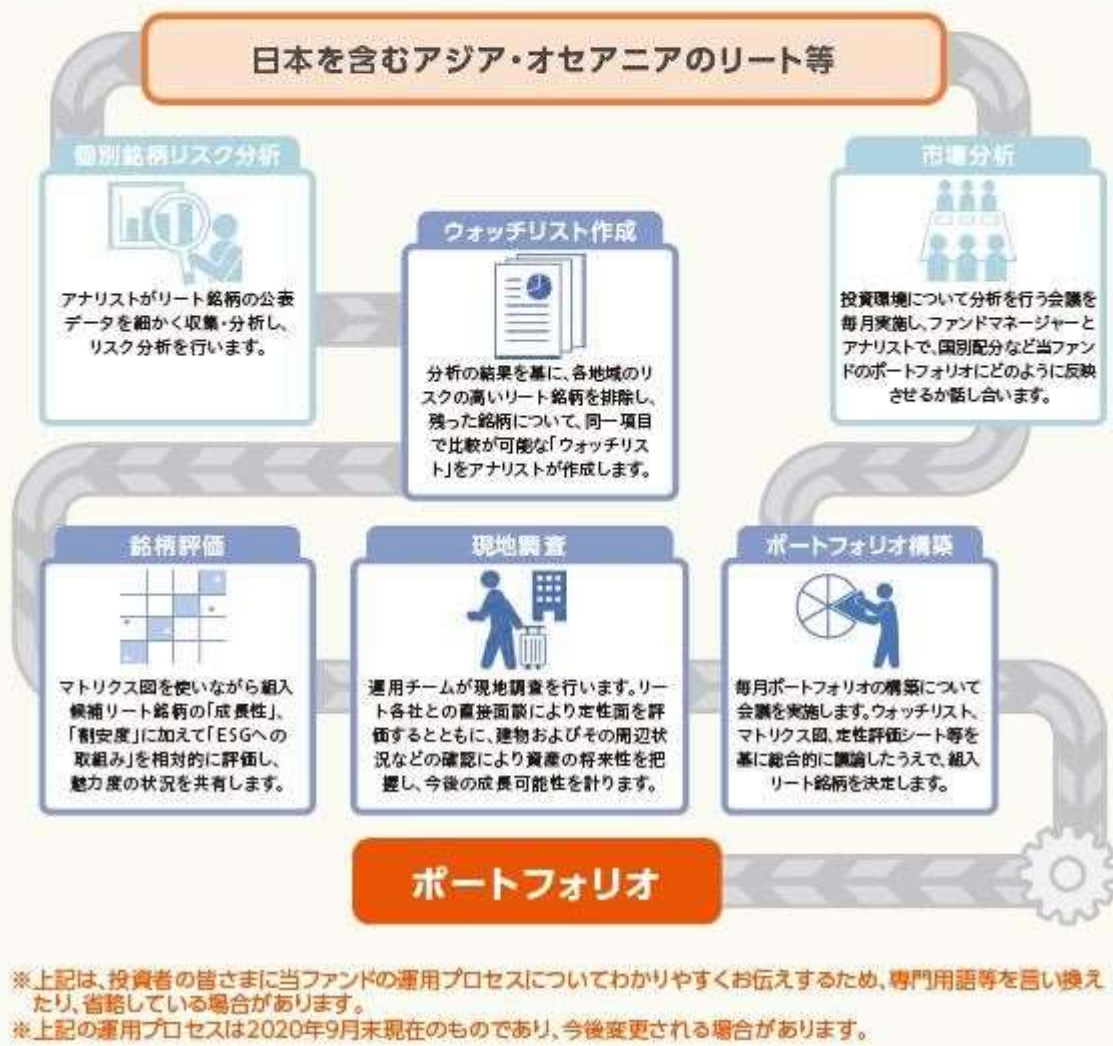 日本を含むアジア・オセアニアのリート等
個別銘柄リスク分析
アナリストがリート銘柄の公表
データを細かく収集・分析し、
リスク分析を行います。
ウォッチリスト作成
分析の結果を基に、各地域のリ
スクの高いリート銘柄を排除し、
残った銘柄について、同一項目
で比較が可能な「ウォッチリス
ト」をアナリストが作成します。
市場分析
投資環境について分析を行う会議を
毎月実施し、ファンドマネージャーと
アナリストで、国別配分など当ファン
ドのポートフォリオにどのように反映
させるか話し合います。
銘柄評価
マトリクス図を使いながら組入
候補リート銘柄の「成長性」、
「割安度」に加えて「ESGへの
取組み」を相対的に評価し、
魅力度の状況を共有します。
現地調査
運用チームが現地調査を行います。リー
ト各社との直接面談により定性面を評
価するとともに、建物およびその周辺状
況などの確認により資産の将来性を把
握し、今後の成長可能性を計ります。
ポートフォリオ構築
毎月ポートフォリオの構築について
会議を実施します。ウォッチリスト、
マトリクス図、定性評価シート等を
基に総合的に議論したうえで、組入
リート銘柄を決定します。
ポートフォリオ
※上記は、投資者の皆さまに当ファンドの運用プロセスについてわかりやすくお伝えするため、専門用語等を言い換え
たり、省略している場合があります。
※上記の運用プロセスは2020年9月末現在のものであり、今後変更される場合があります。